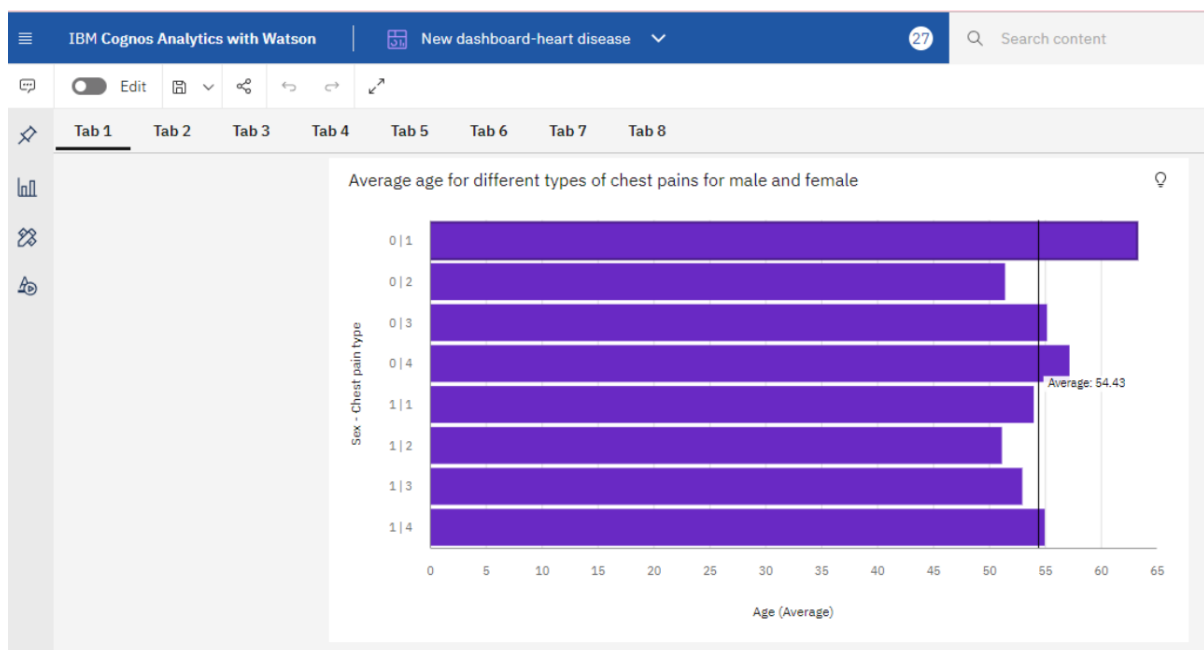 IBM Cognos Analytics with Watson
New dashboard-heart disease
27
Search content
Edit
Tab 1 Tab 2 Tab 3 Tab 4 Tab 5 Tab 6 Tab 7 Tab 8
Average age for different types of chest pains for male and female
Sex - Chest pain type
0|1
0|2
0|3
0|4
Average: 54.43
1|1
1|2
1|3
1|4
0 5 10 15 20 25 30 35 40 45 50 55 60 65
Age (Average)